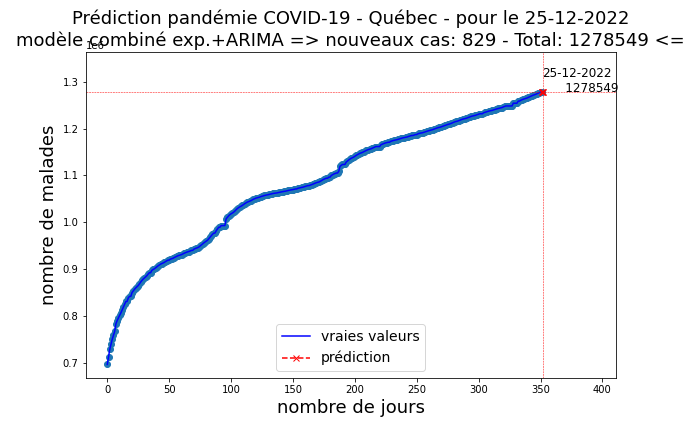 Prédiction pandémie COVID-19 - Québec - pour le 25-12-2022
modèle combiné exp.+ARIMA => nouveaux cas: 829 - Total: 1278549 <=
1e6
25-12-2022
1278549
1.3
1.2
1.1
1.0
0.9
0.8
0.7
nombre de malades
vraies valeurs
prédiction
0 50 100 150 200 250 300 350 400
nombre de jours